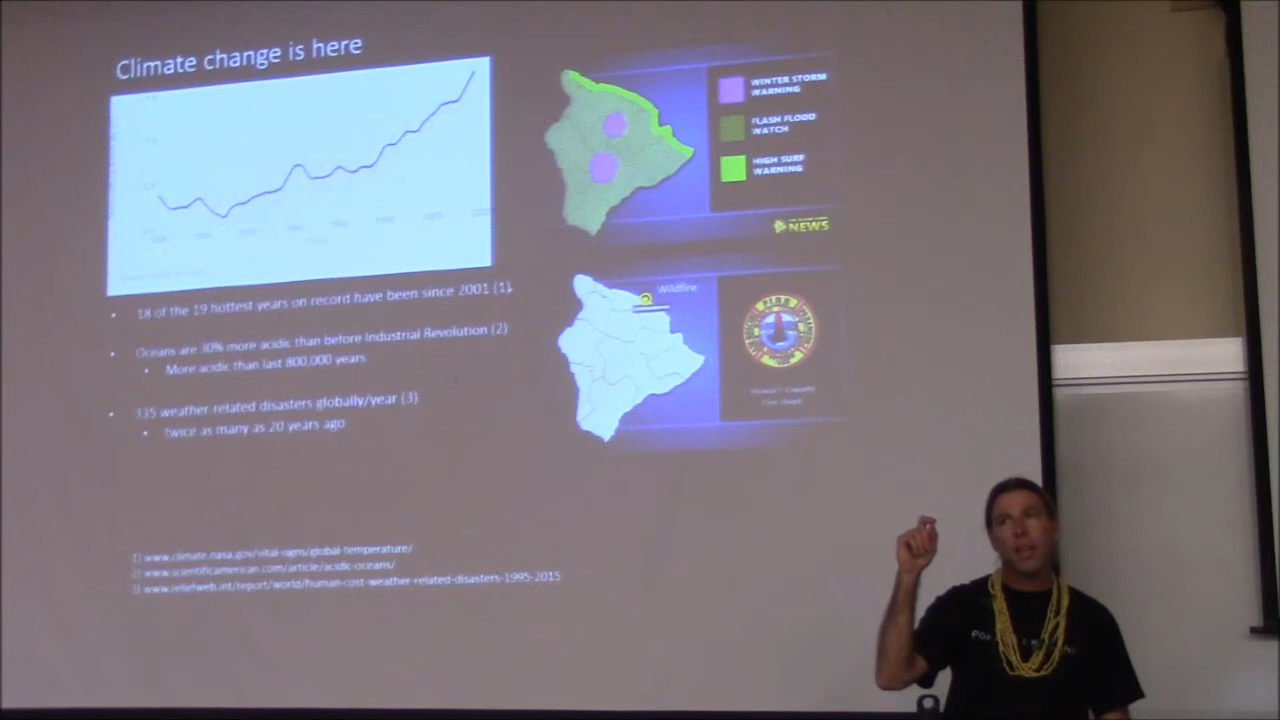 Climate change is here
18 of the 19 hottest years on record have been since 2001 (1).
Oceans are 30% more acidic than before Industrial Revolution (2)
More acidic than last 800,000 years
335 weather related disasters globally/year (3)
twice as many as 20 years ago
1) www.climate.nasa.gov/vital-signs/global-temperature/
2) www.scientificamerican.com/article/acidic-oceans/
3) www.reliefweb.int/report/world/human-cost-weather-related-disasters-1995-2015
WINTER STORM
WARNING
FLASH FLOOD
WATCH
HIGH SURF
WARNING
NEWS
Wildfire